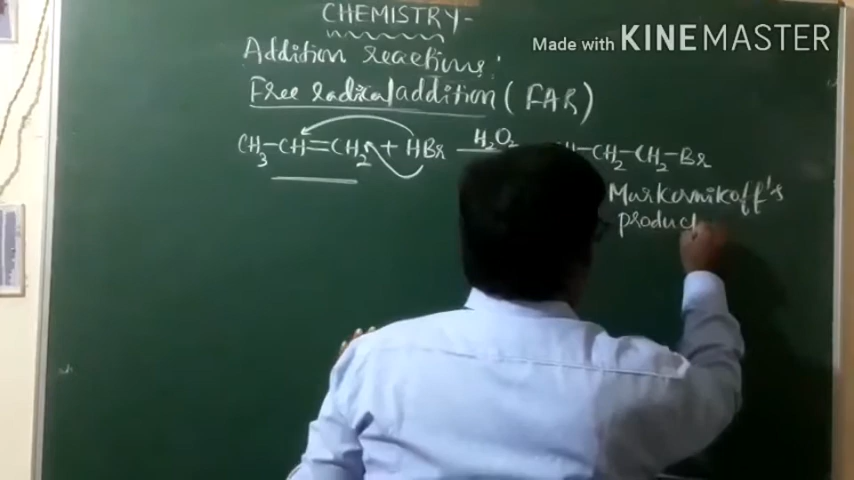 CHEMISTRY-
Made with KINEMASTER
Addition reactions:
Free radical addition (FAR)
CH3-CH=CH2 + HBr H2O2 CH2-CH2-Br
Markovnikoff's
product